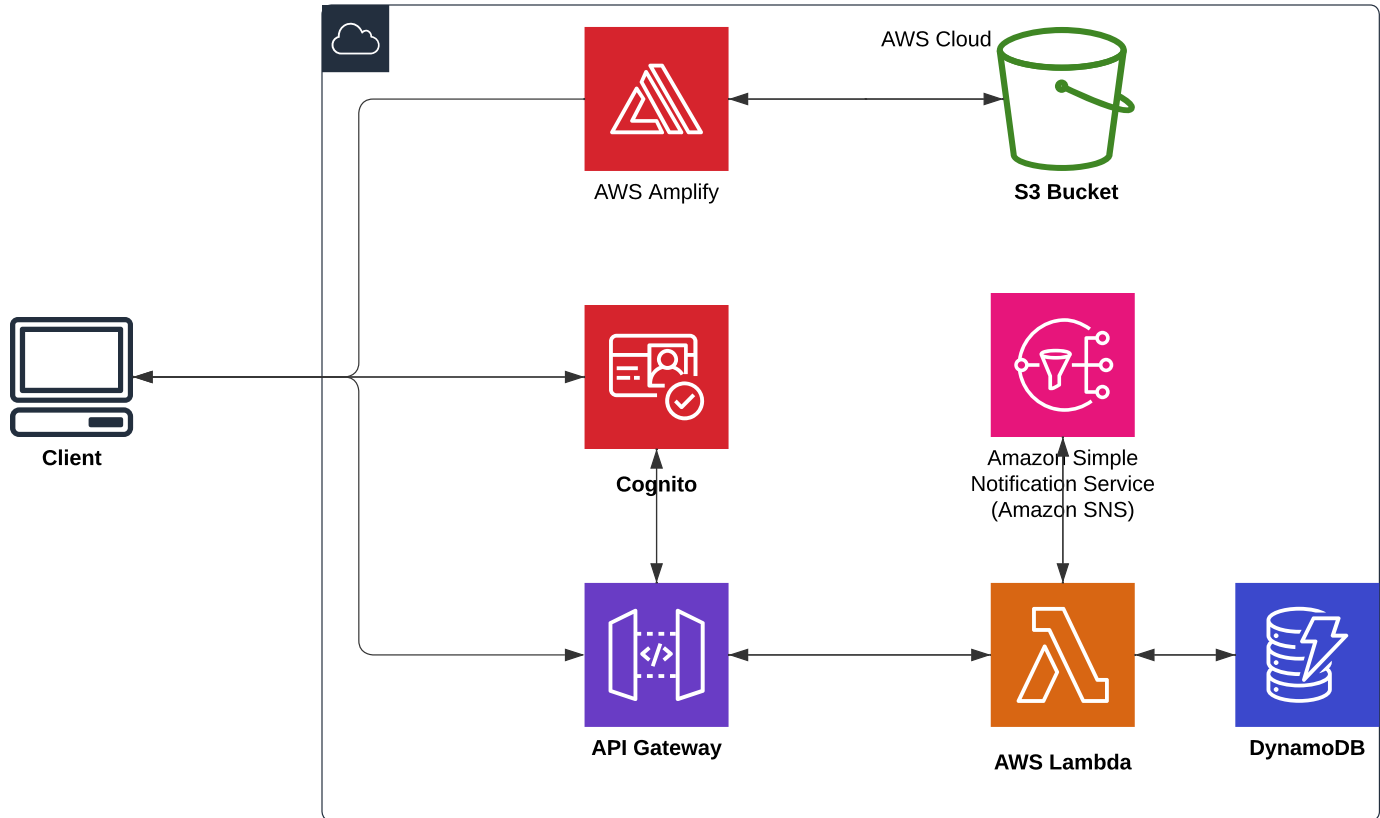 AWS Cloud
AWS Amplify
S3 Bucket
Client
Cognito
Amazon Simple
Notification Service
(Amazon SNS)
</>
API Gateway
AWS Lambda
DynamoDB